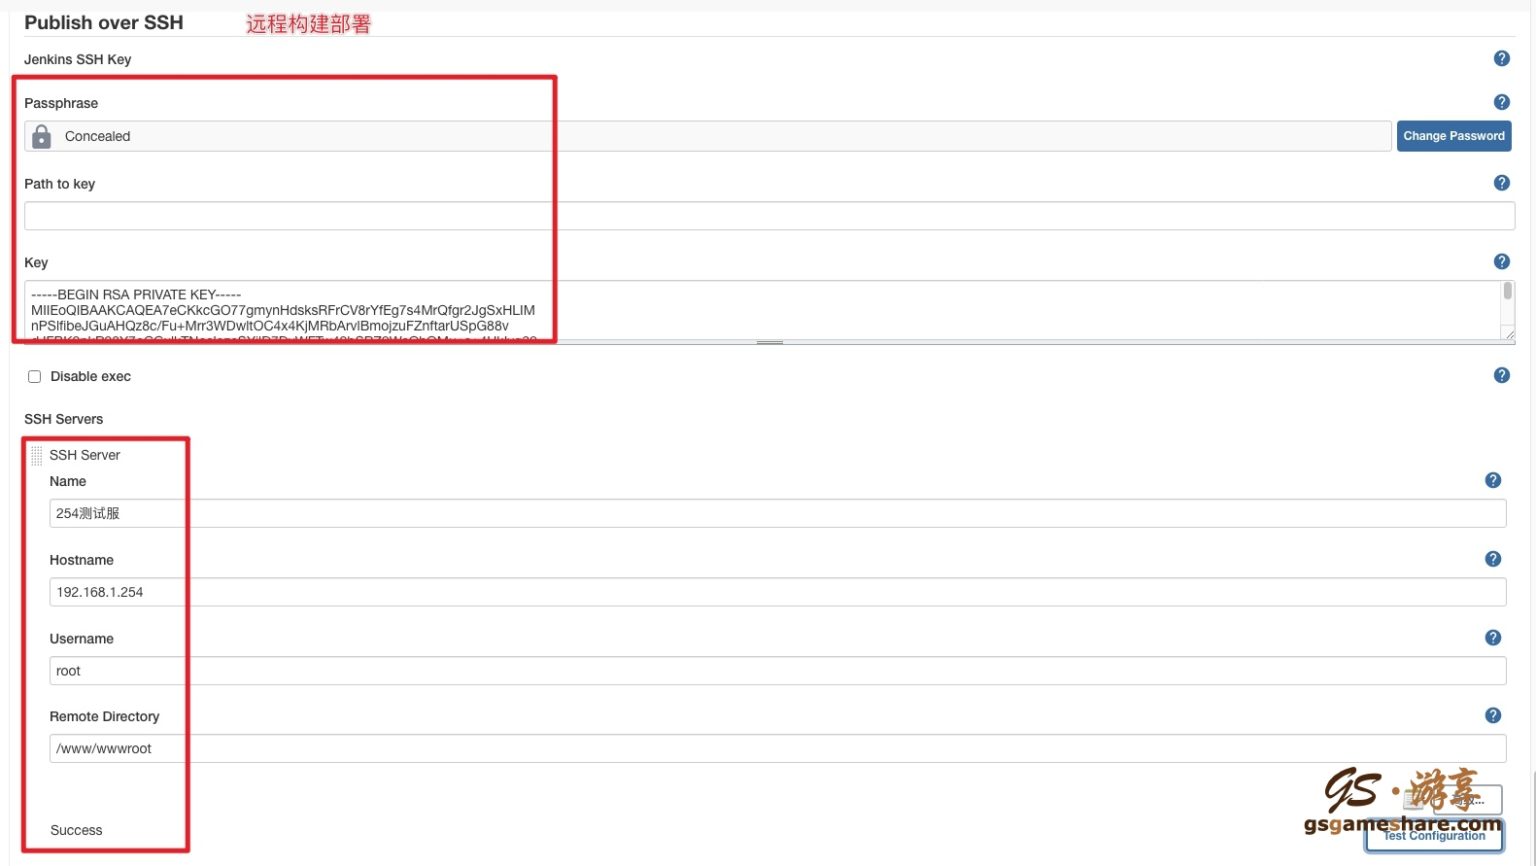 Publish over SSH 远程构建部署
Jenkins SSH Key
Passphrase
Concealed
Change Password
Path to key
Key
-----BEGIN RSA PRIVATE KEY-----
MIIEoQIBAAKCAQEA7eCKkcGO77gmynHdsksRFrCV8rYfEg7s4MrQfgr2JgSxHLIM
nPSlfibeJGuAHQz8c/Fu+Mrr3WDwltOC4x4KjMRbArvlBmojzuFZnftarUSpG88v
Disable exec
SSH Servers
SSH Server
Name
254测试服
Hostname
192.168.1.254
Username
root
Remote Directory
/www/wwwroot
GS·游享
gsgameshare.com
Success
Test Configuration